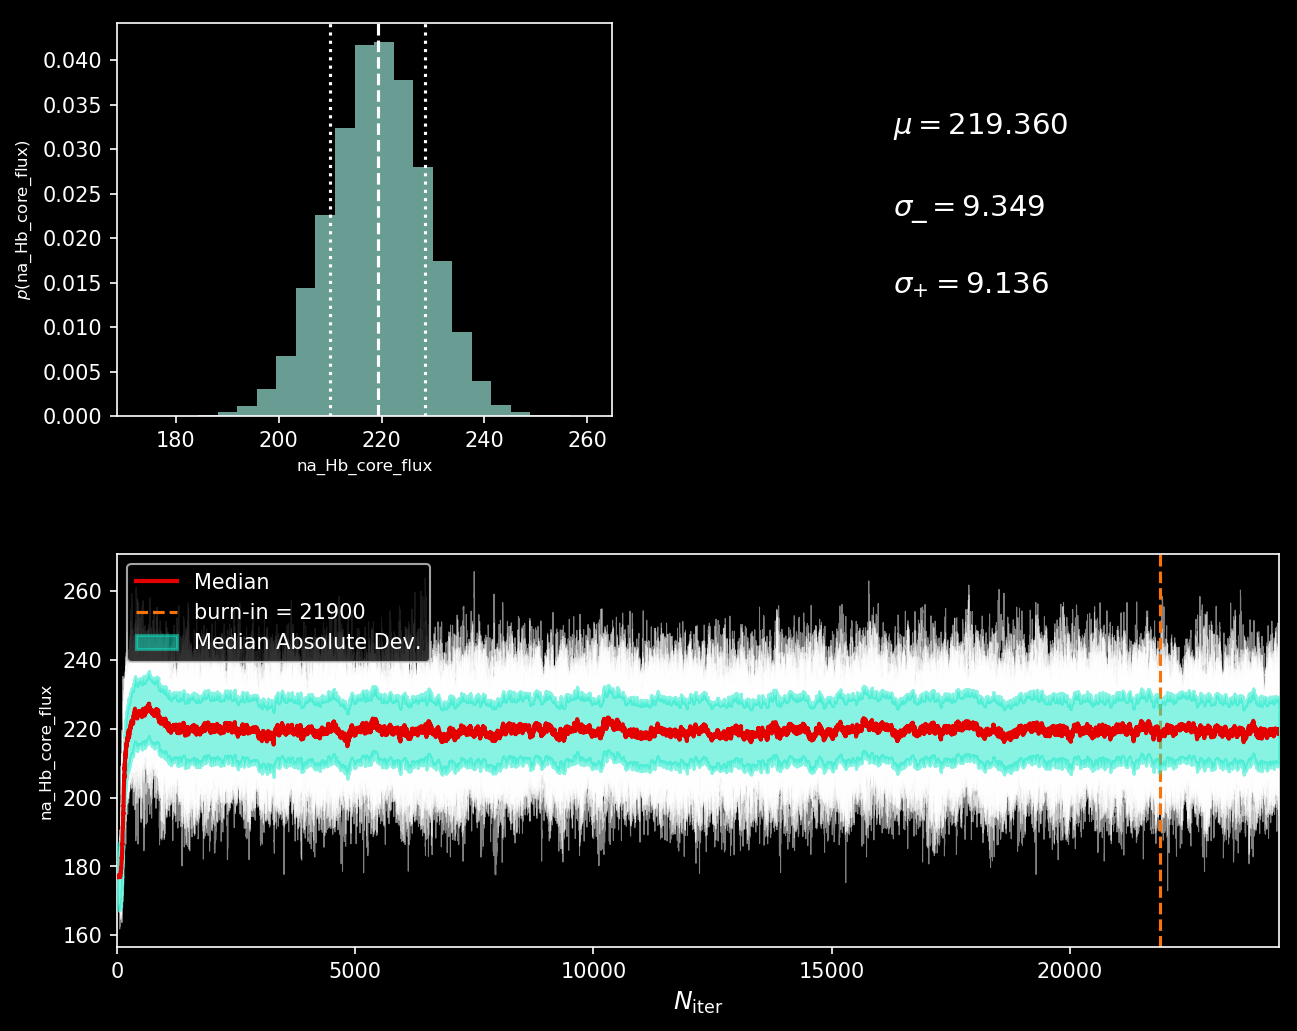 0.040
0.035
0.030
0.025
0.020
0.015
0.010
0.005
0.000
p(na_Hb_core_flux)
180 200 220 240 260
na_Hb_core_flux
μ = 219.360
σ_ = 9.349
σ+ = 9.136
Median
burn-in = 21900
Median Absolute Dev.
260
240
220
200
180
160
na_Hb_core_flux
0 5000 10000 15000 20000
Niter